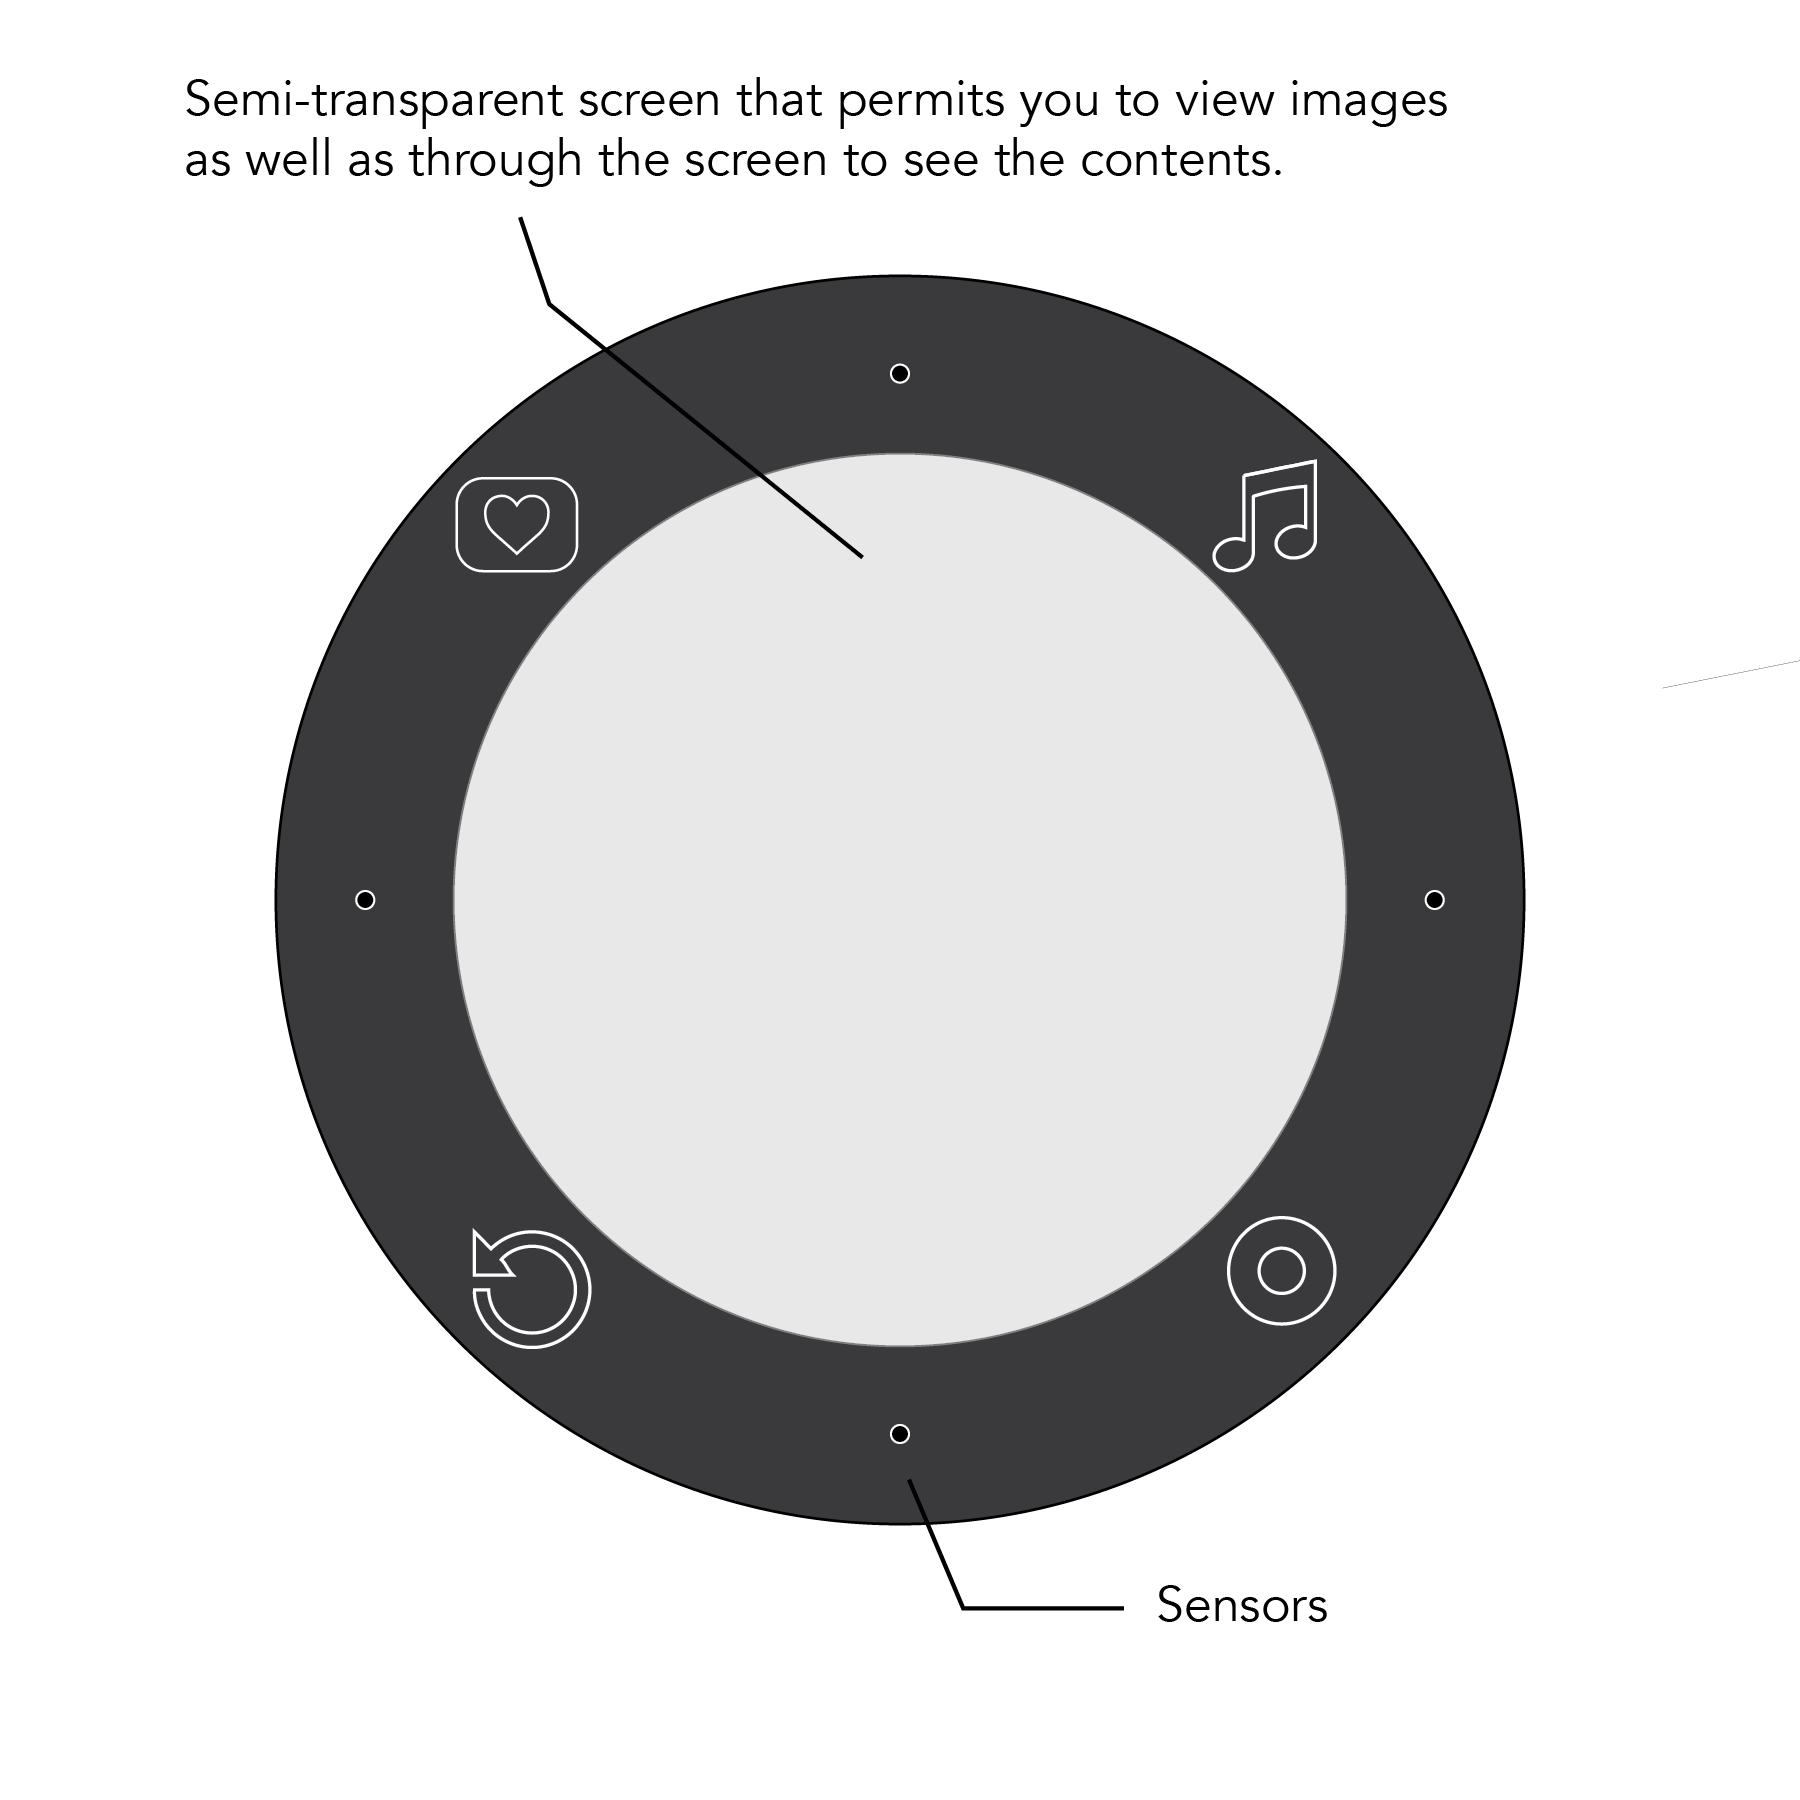 Semi-transparent screen that permits you to view images
as well as through the screen to see the contents.
Sensors